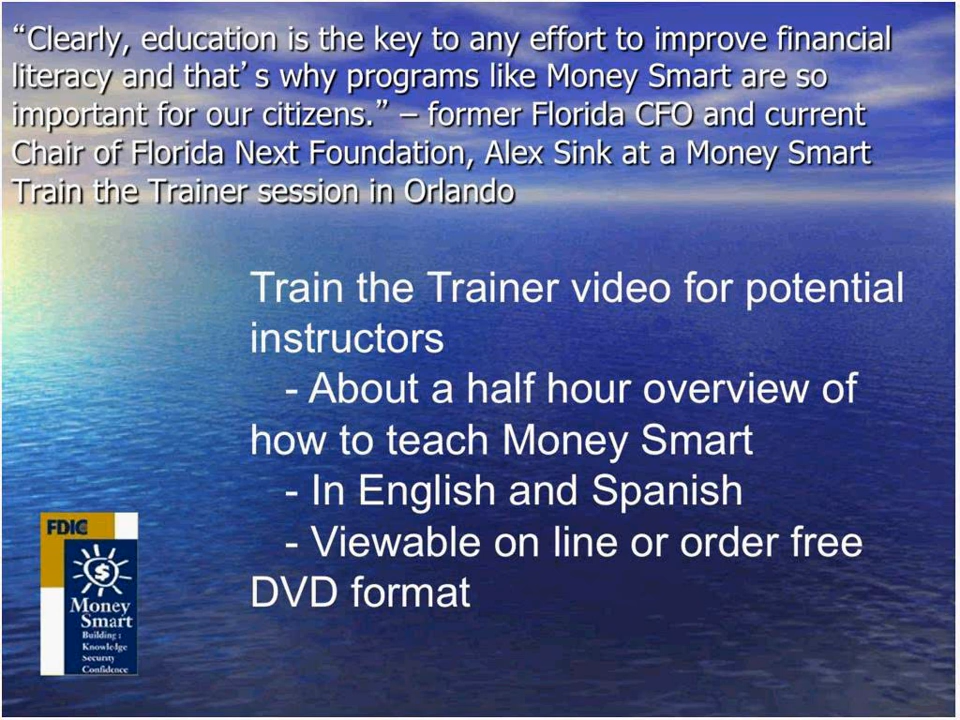 “Clearly, education is the key to any effort to improve financial
literacy and that’s why programs like Money Smart are so
important for our citizens.” – former Florida CFO and current
Chair of Florida Next Foundation, Alex Sink at a Money Smart
Train the Trainer session in Orlando
Train the Trainer video for potential
instructors
- About a half hour overview of
how to teach Money Smart
- In English and Spanish
- Viewable on line or order free
DVD format
FDIC
$
Money
Smart
Building:
Knowledge
Security
Confidence